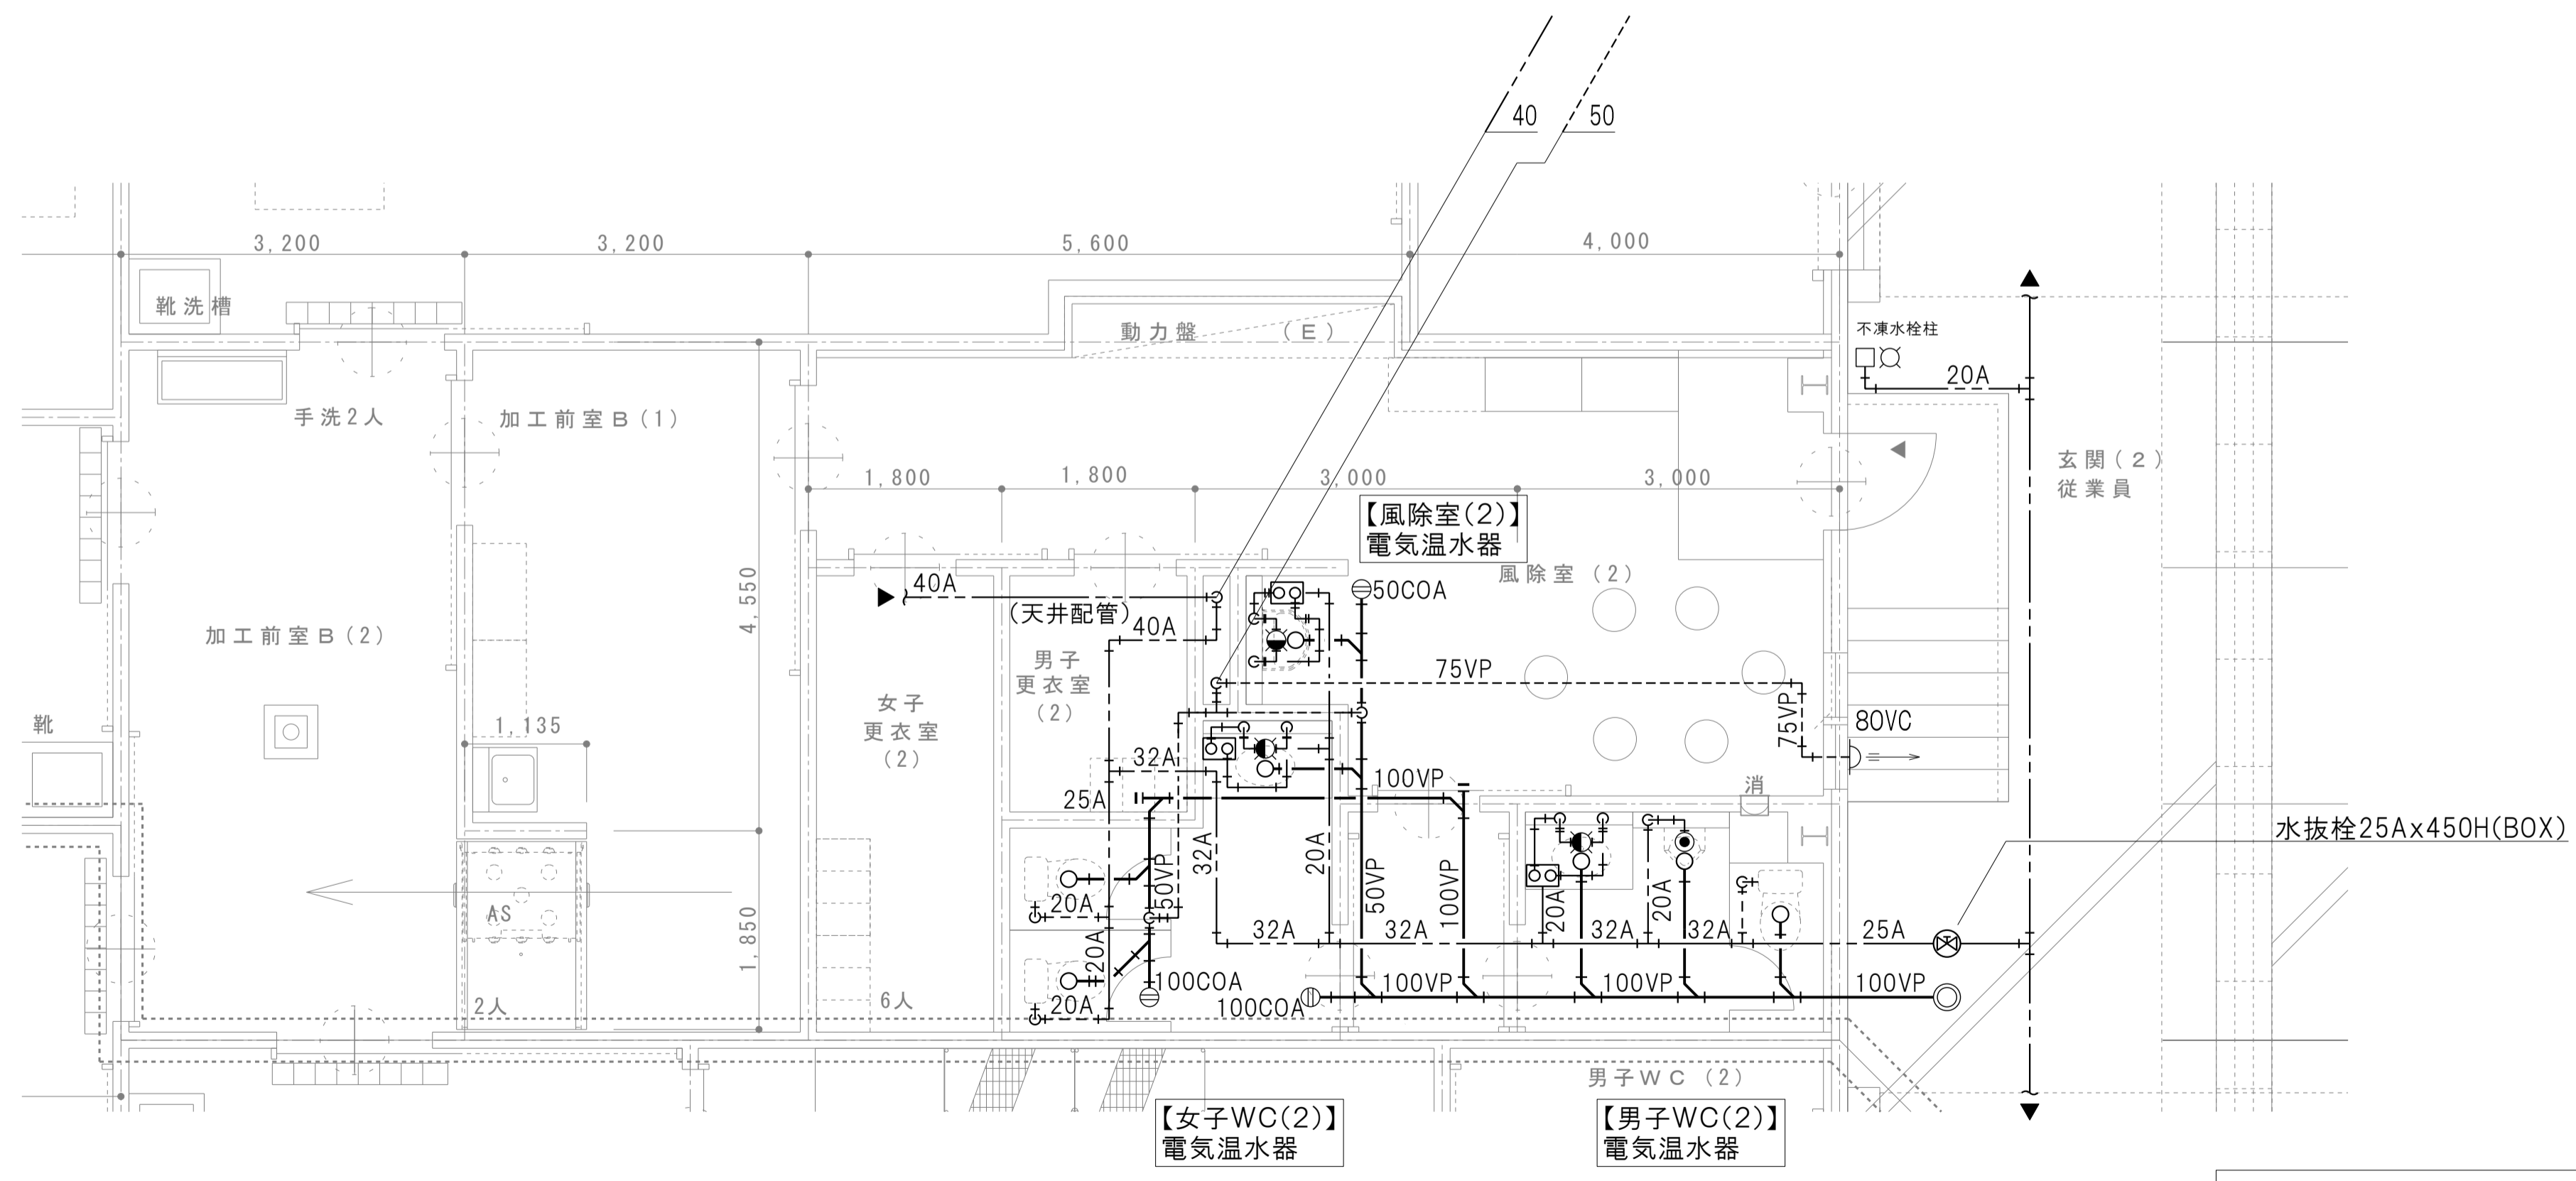 40
50
3,200
3,200
5,600
4,000
靴洗槽
動力盤
(E)
不凍水栓柱
20A
手洗2人
加工前室B(1)
玄関(2)
従業員
1,800
1,800
3,000
3,000
【風除室(2)】
電気温水器
風除室(2)
40A
50COA
(天井配管)
4,550
40A
加工前室B(2)
男子
更衣室
(2)
75VP
女子
更衣室
(2)
靴
1,135
75VP
80VC
32A
100VP
25A
消
水抜栓25Ax450H(BOX)
32A
20A
50VP
50VP
100VP
20A
20A
AS
20A
20A
1,850
32A
32A
32A
32A
25A
100COA
100VP
100VP
100VP
2人
6人
20A
100COA
男子WC(2)
【女子WC(2)】
電気温水器
【男子WC(2)】
電気温水器